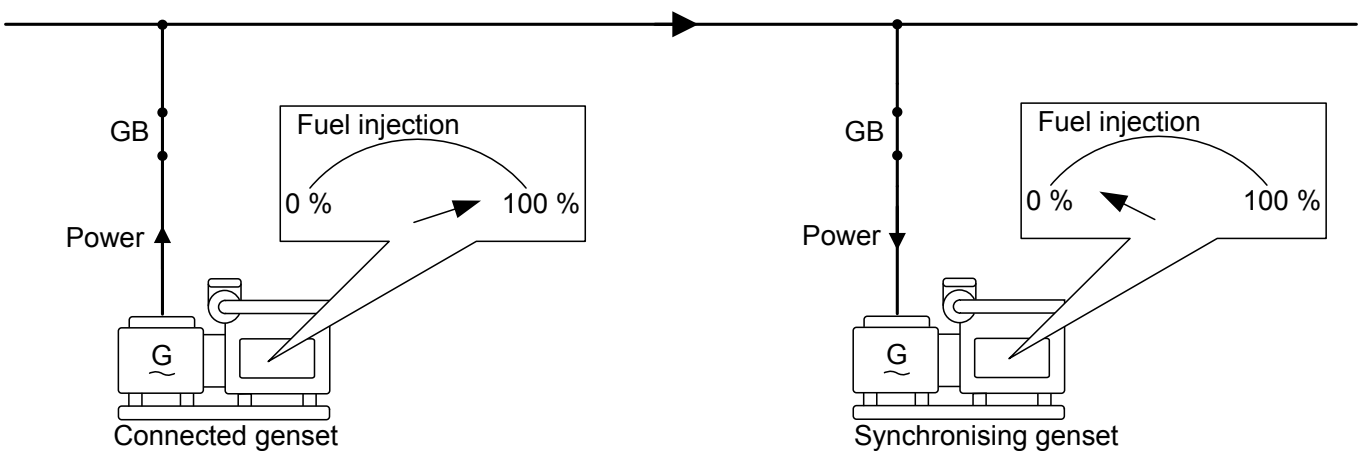 GB
Fuel injection
0 %
100 %
Power
G
Connected genset
GB
Fuel injection
0 %
100 %
Power
G
Synchronising genset